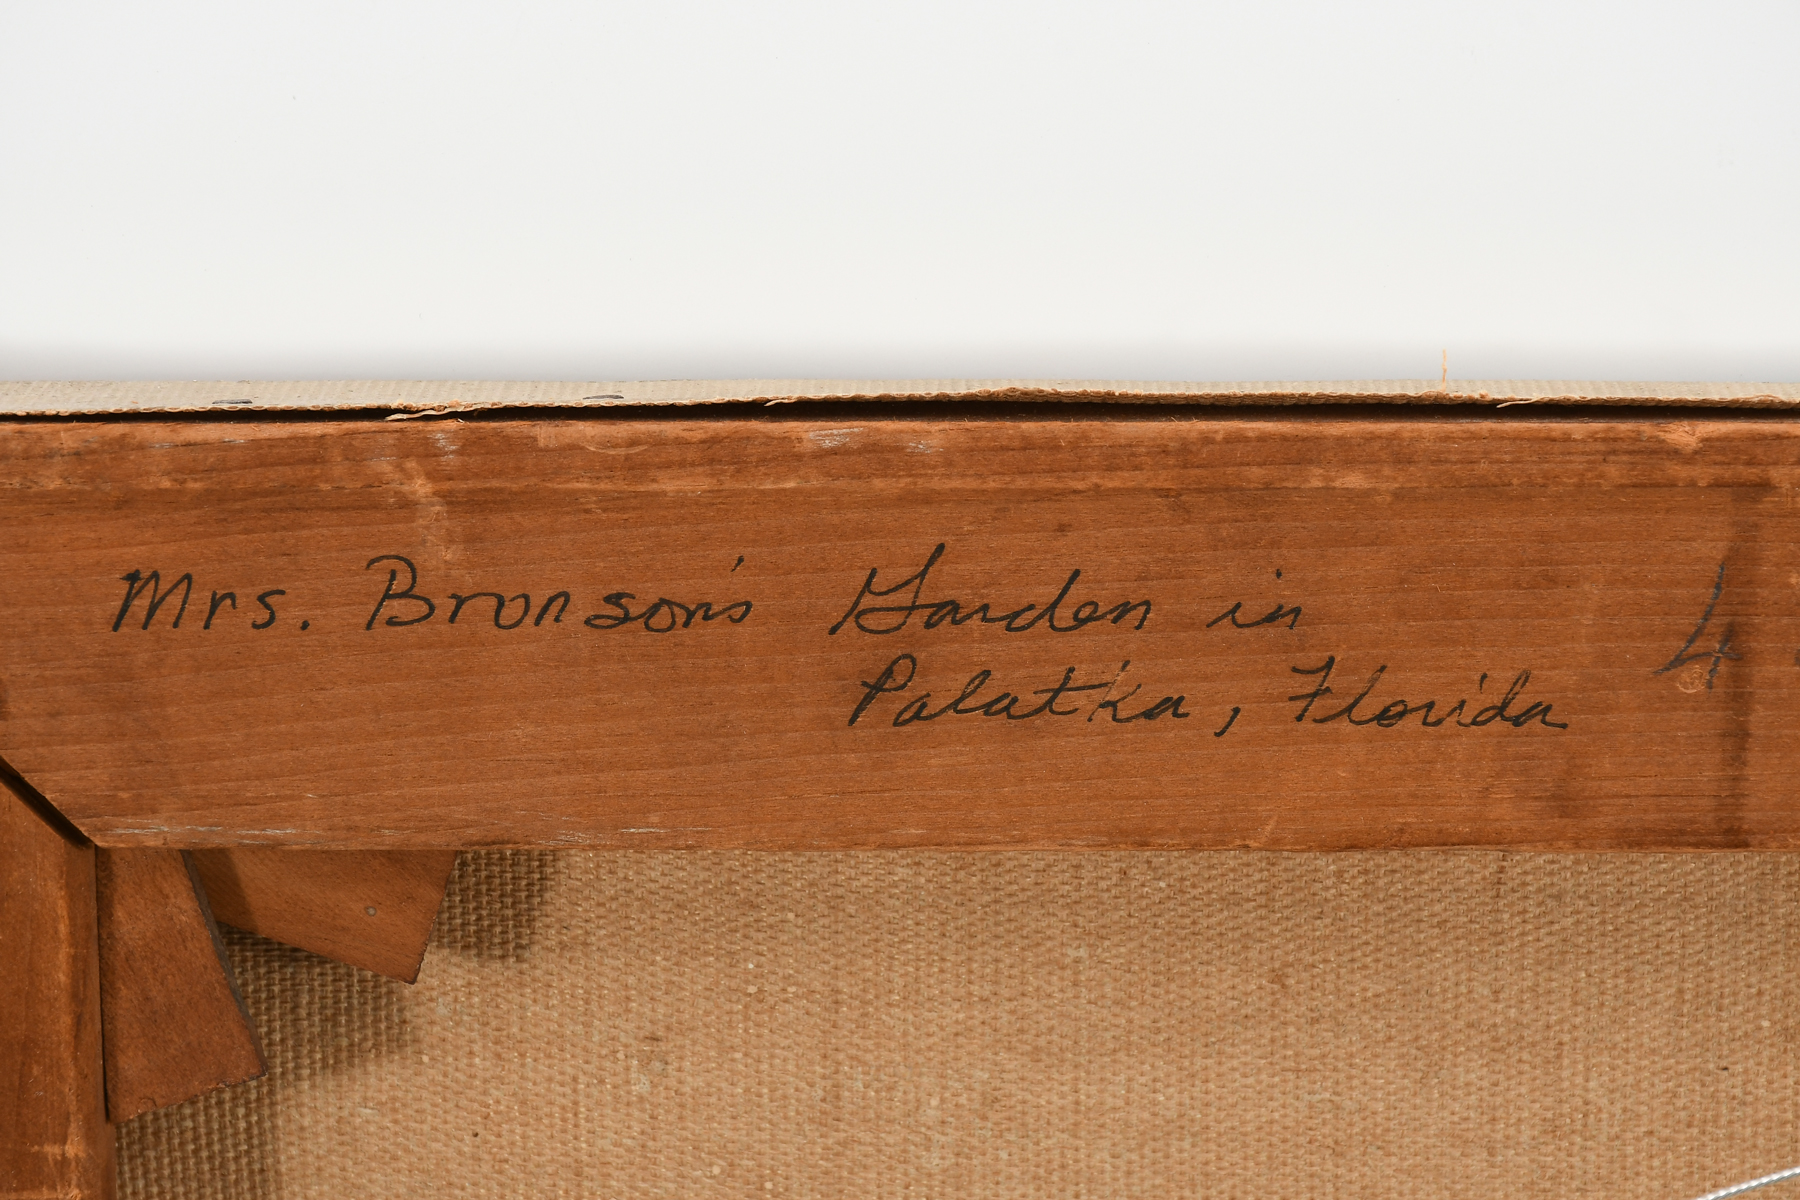 Mrs. Bronson's Garden in
Palatka, Florida
4